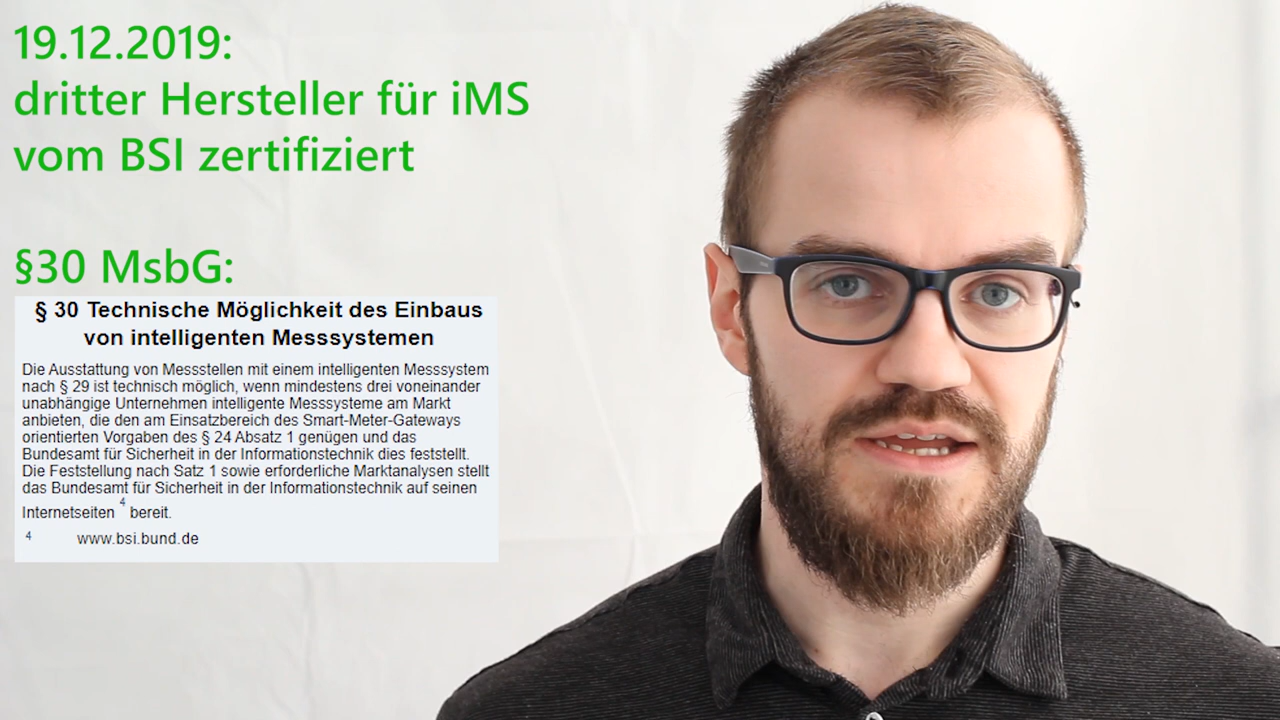 19.12.2019:
dritter Hersteller für iMS
vom BSI zertifiziert
§30 MsbG:
§ 30 Technische Möglichkeit des Einbaus
von intelligenten Messsystemen
Die Ausstattung von Messstellen mit einem intelligenten Messsystem
nach § 29 ist technisch möglich, wenn mindestens drei voneinander
unabhängige Unternehmen intelligente Messsysteme am Markt
anbieten, die den am Einsatzbereich des Smart-Meter-Gateways
orientierten Vorgaben des § 24 Absatz 1 genügen und das
Bundesamt für Sicherheit in der Informationstechnik dies feststellt.
Die Feststellung nach Satz 1 sowie erforderliche Marktanalysen stellt
das Bundesamt für Sicherheit in der Informationstechnik auf seinen
Internetseiten 4 bereit.
4 www.bsi.bund.de